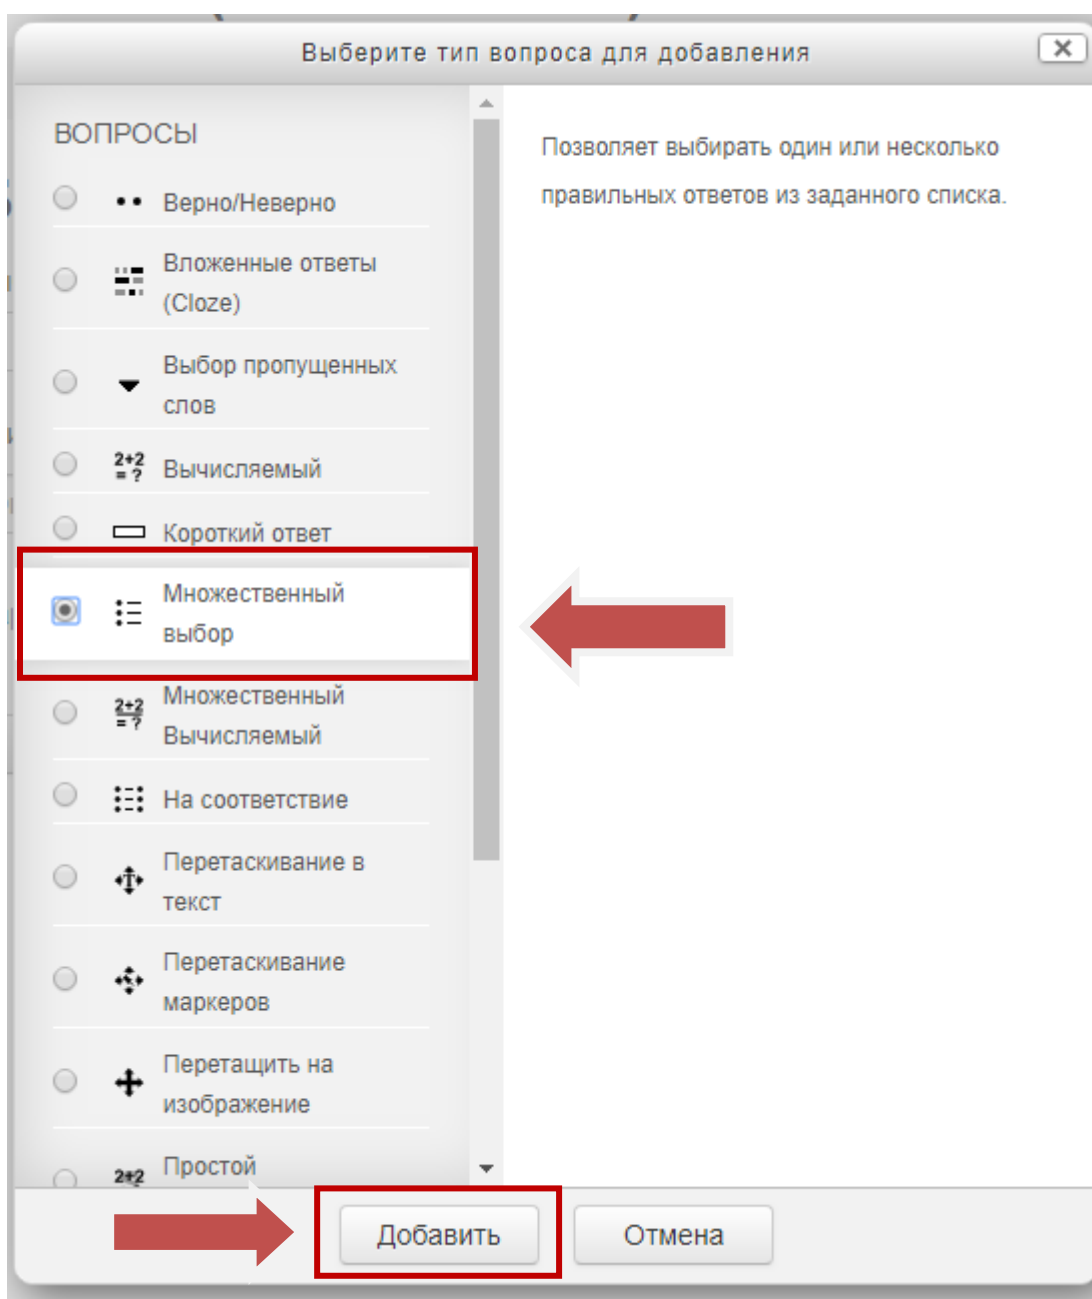 Выберите тип вопроса для добавления
ВОПРОСЫ
Верно/Неверно
Вложенные ответы
(Cloze)
Выбор пропущенных
слов
2+2
= ?
Вычисляемый
Короткий ответ
Множественный
выбор
2+2
= ?
Множественный
Вычисляемый
На соответствие
Перетаскивание в
текст
Перетаскивание
маркеров
Перетащить на
изображение
2+2
Простой
Позволяет выбирать один или несколько
правильных ответов из заданного списка.
Добавить
Отмена